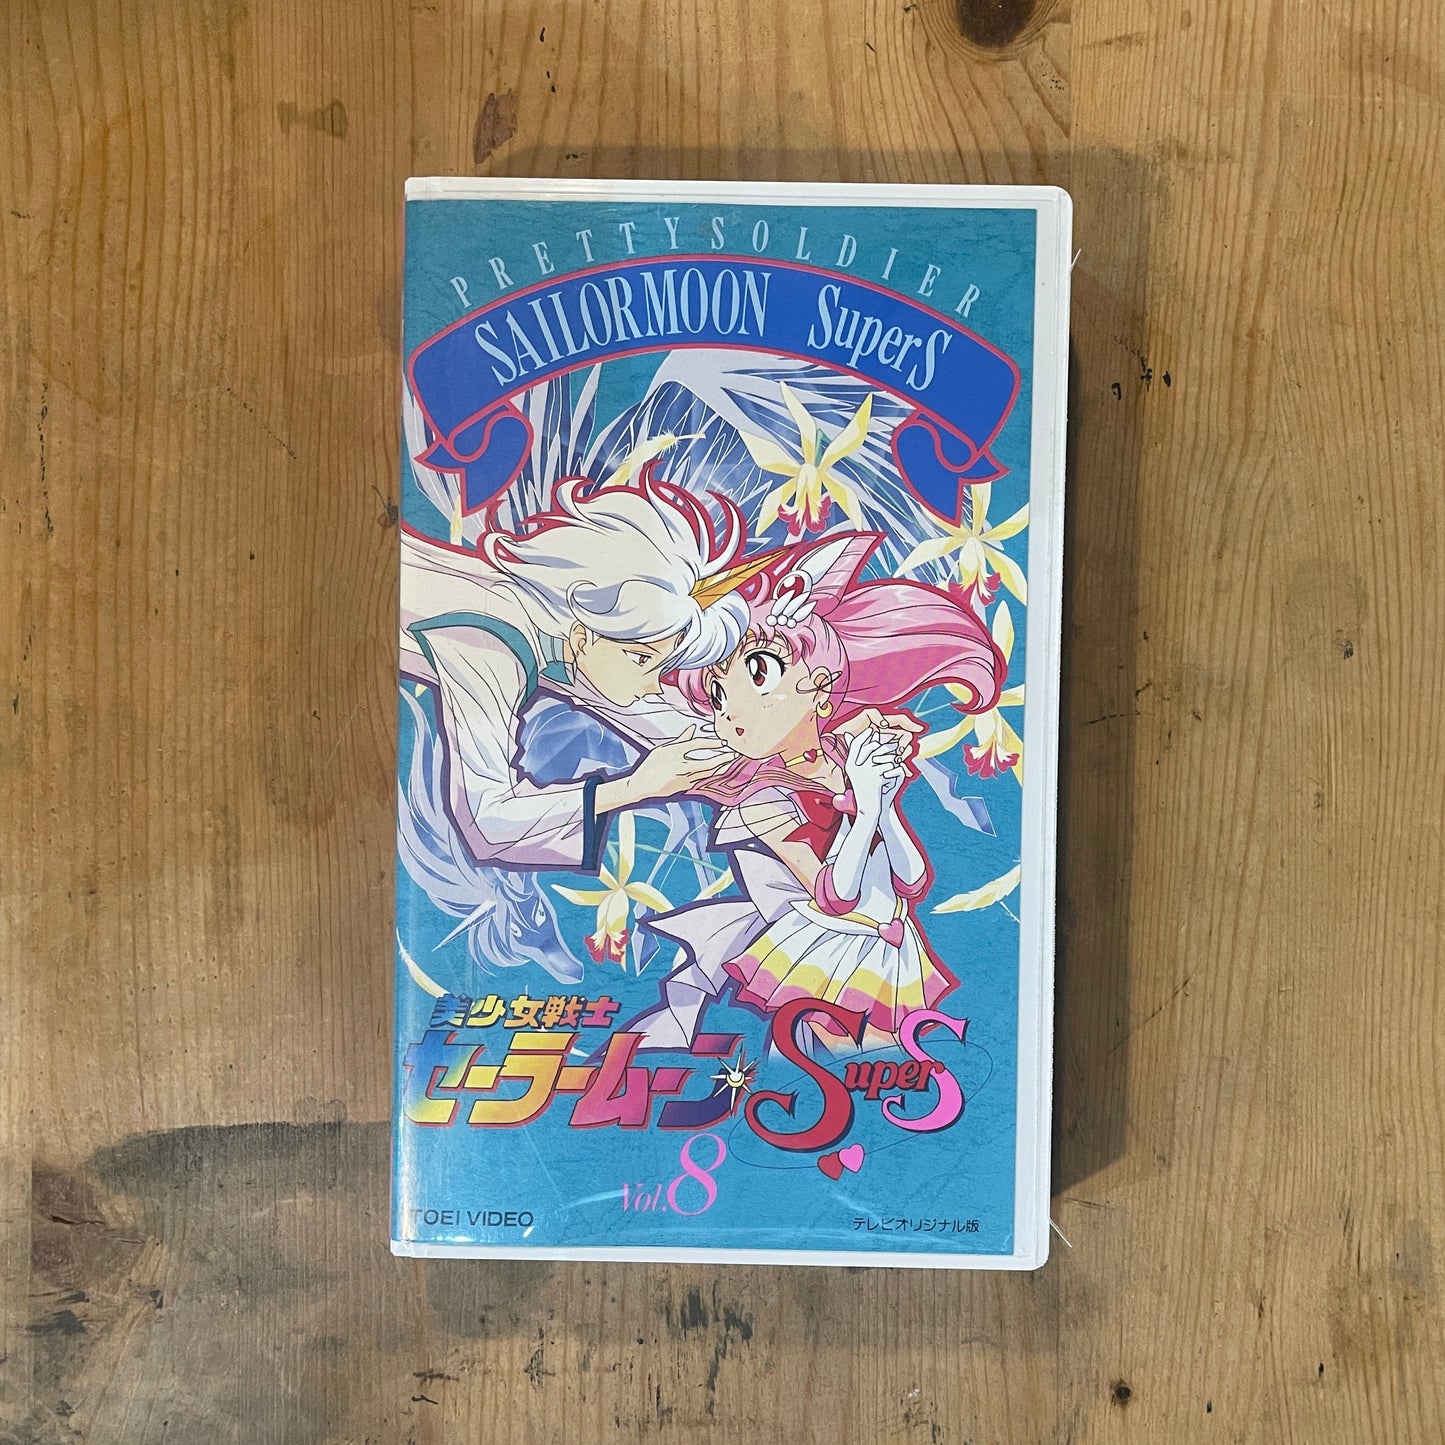 PRETTY SOLDIER
SAILORMOON SuperS
美少女戦士
セーラームーン SuperS
Vol.8
TOEI VIDEO
テレビオリジナル版